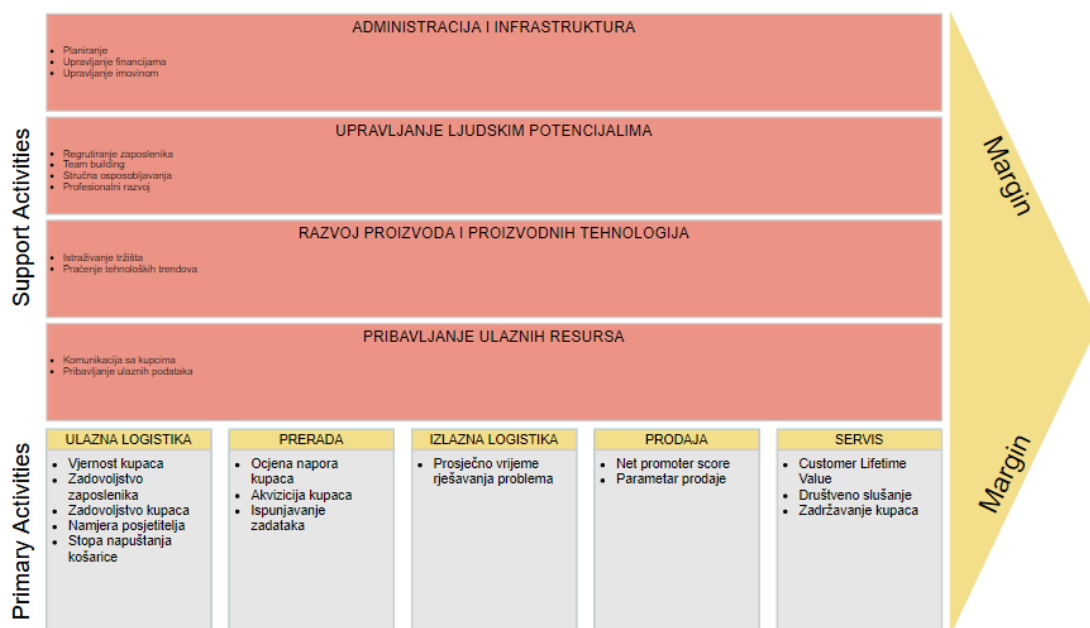 Support Activities
ADMINISTRACIJA I INFRASTRUKTURA
Planiranje
Upravljanje financijama
Upravljanje imovinom
UPRAVLJANJE LJUDSKIM POTENCIJALIMA
Regrutiranje zaposlenika
Team building
Stručna osposobljavanja
Profesionalni razvoj
RAZVOJ PROIZVODA I PROIZVODNIH TEHNOLOGIJA
Istraživanje tržišta
Praćenje tehnoloških trendova
PRIBAVLJANJE ULAZNIH RESURSA
Komunikacija sa kupcima
Pribavljanje ulaznih podataka
Margin
Primary Activities
ULAZNA LOGISTIKA
Vjernost kupaca
Zadovoljstvo
zaposlenika
Zadovoljstvo kupaca
Namjera posjetitelja
Stopa napuštanja
košarice
PRERADA
Ocjena napora
kupaca
Akvizicija kupaca
Ispunjavanje
zadataka
IZLAZNA LOGISTIKA
Prosječno vrijeme
rješavanja problema
PRODAJA
Net promoter score
Parametar prodaje
SERVIS
Customer Lifetime
Value
Društveno slušanje
Zadržavanje kupaca
Margin